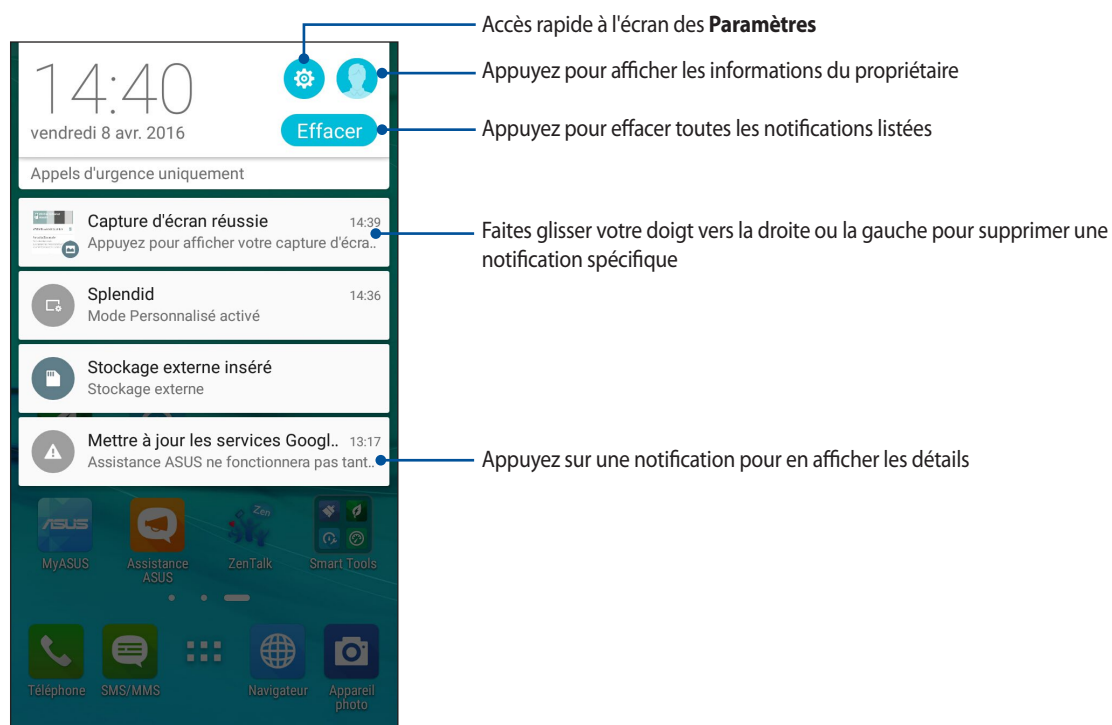 Accès rapide à l'écran des Paramètres
14:40
Appuyez pour afficher les informations du propriétaire
vendredi 8 avr. 2016
Effacer
Appuyez pour effacer toutes les notifications listées
Appels d'urgence uniquement
Capture d'écran réussie 14:39
Appuyez pour afficher votre capture d'écra..
Faites glisser votre doigt vers la droite ou la gauche pour supprimer une
notification spécifique
Splendid 14:36
Mode Personnalisé activé
Stockage externe inséré
Stockage externe
Mettre à jour les services Googl.. 13:17
Assistance ASUS ne fonctionnera pas tant..
Appuyez sur une notification pour en afficher les détails
ASUS
Zen
MyASUS
Assistance
ASUS
ZenTalk
Smart Tools
Téléphone
SMS/MMS
Navigateur
Appareil
photo